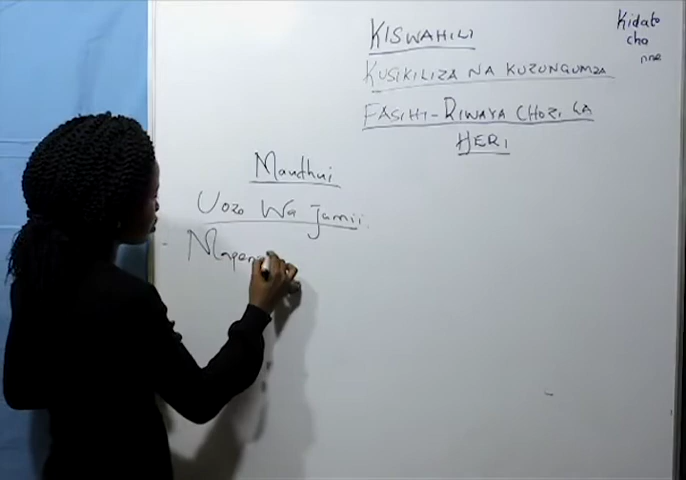 KISWAHILI
Kidato
cha
nne
KUSIKILIZA NA KUZUNGUMZA
FASIHI- RIWAYA CHOZI LA
HERI
Maudhui
Uozo Wa jamii